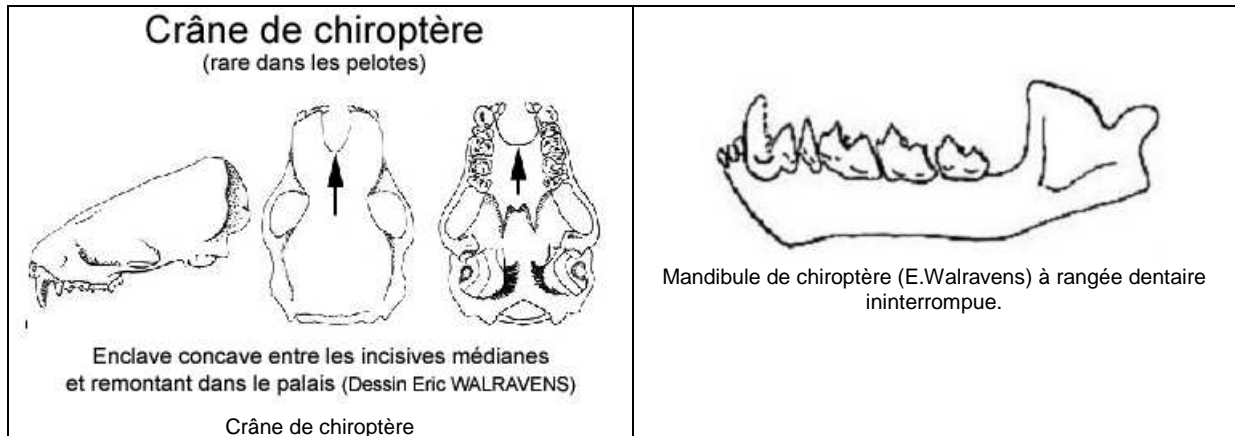 Crâne de chiroptère
(rare dans les pelotes)
Enclave concave entre les incisives médianes
et remontant dans le palais (Dessin Eric WALRAVENS)
Crâne de chiroptère
Mandibule de chiroptère (E.Walravens) à rangée dentaire
ininterrompue.